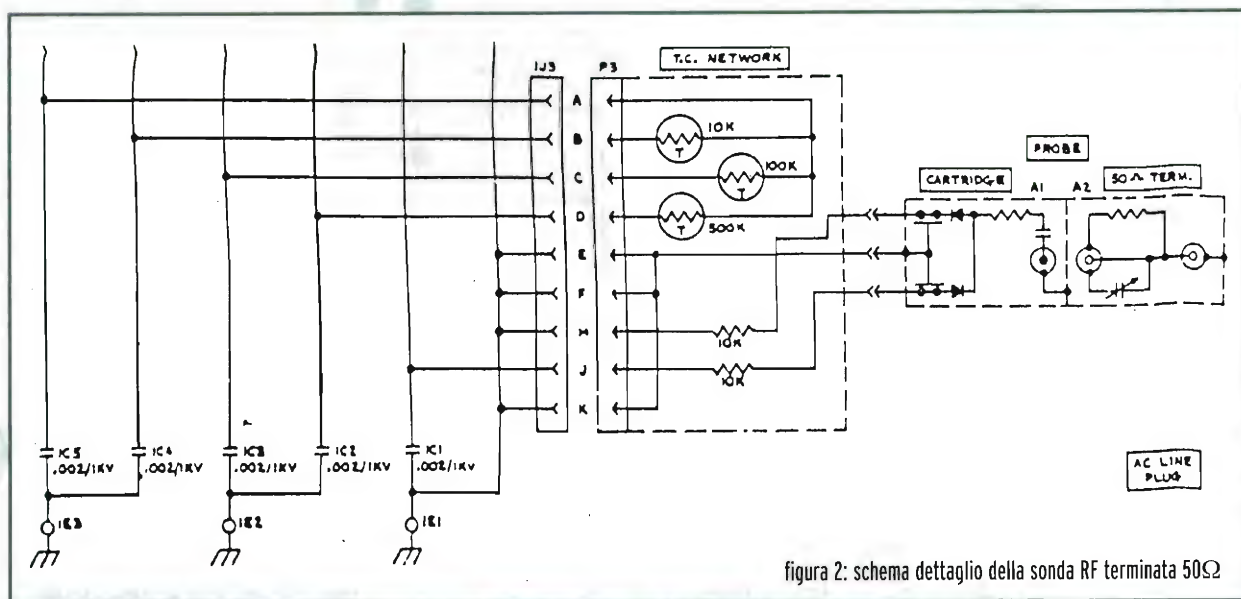 T.C. NETWORK
1J3
P3
A
B
10K
T
C
100K
T
D
500K
T
E
F
H
10K
J
10K
K
PROBE
CARTRIDGE
A1
A2
50Ω TERM.
1C5
.002/1KV
1C4
.002/1KV
1C3
.002/1KV
1C2
.002/1KV
1C1
.002/1KV
1E3
1E2
1E1
AC LINE
PLUG
figura 2: schema dettaglio della sonda RF terminata 50Ω